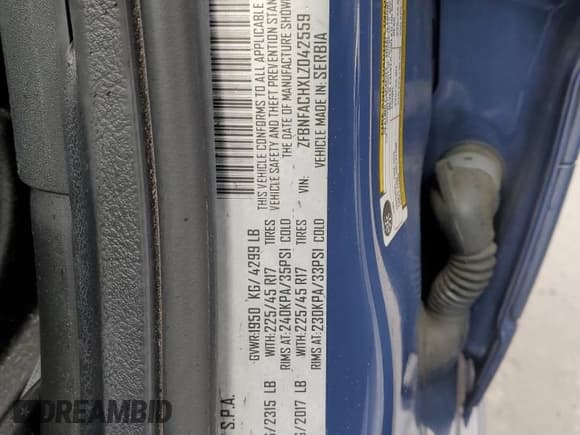 S.P.A.
GVWR:1950 KG/ 4299 LB
G/2315 LB WITH:225/45 R17 TIRES
RIMS AT:240KPA/35PSI COLD
G/2017 LB WITH:225/45 R17 TIRES
RIMS AT:230KPA/33PSI COLD
THIS VEHICLE CONFORMS TO ALL APPLICABLE
VEHICLE SAFETY AND THEFT PREVENTION STAN
THE DATE OF MANUFACTURE SHOWN
VIN: ZFBNFACHXLZ042559
VEHICLE MADE IN: SERBIA
DREAMBID